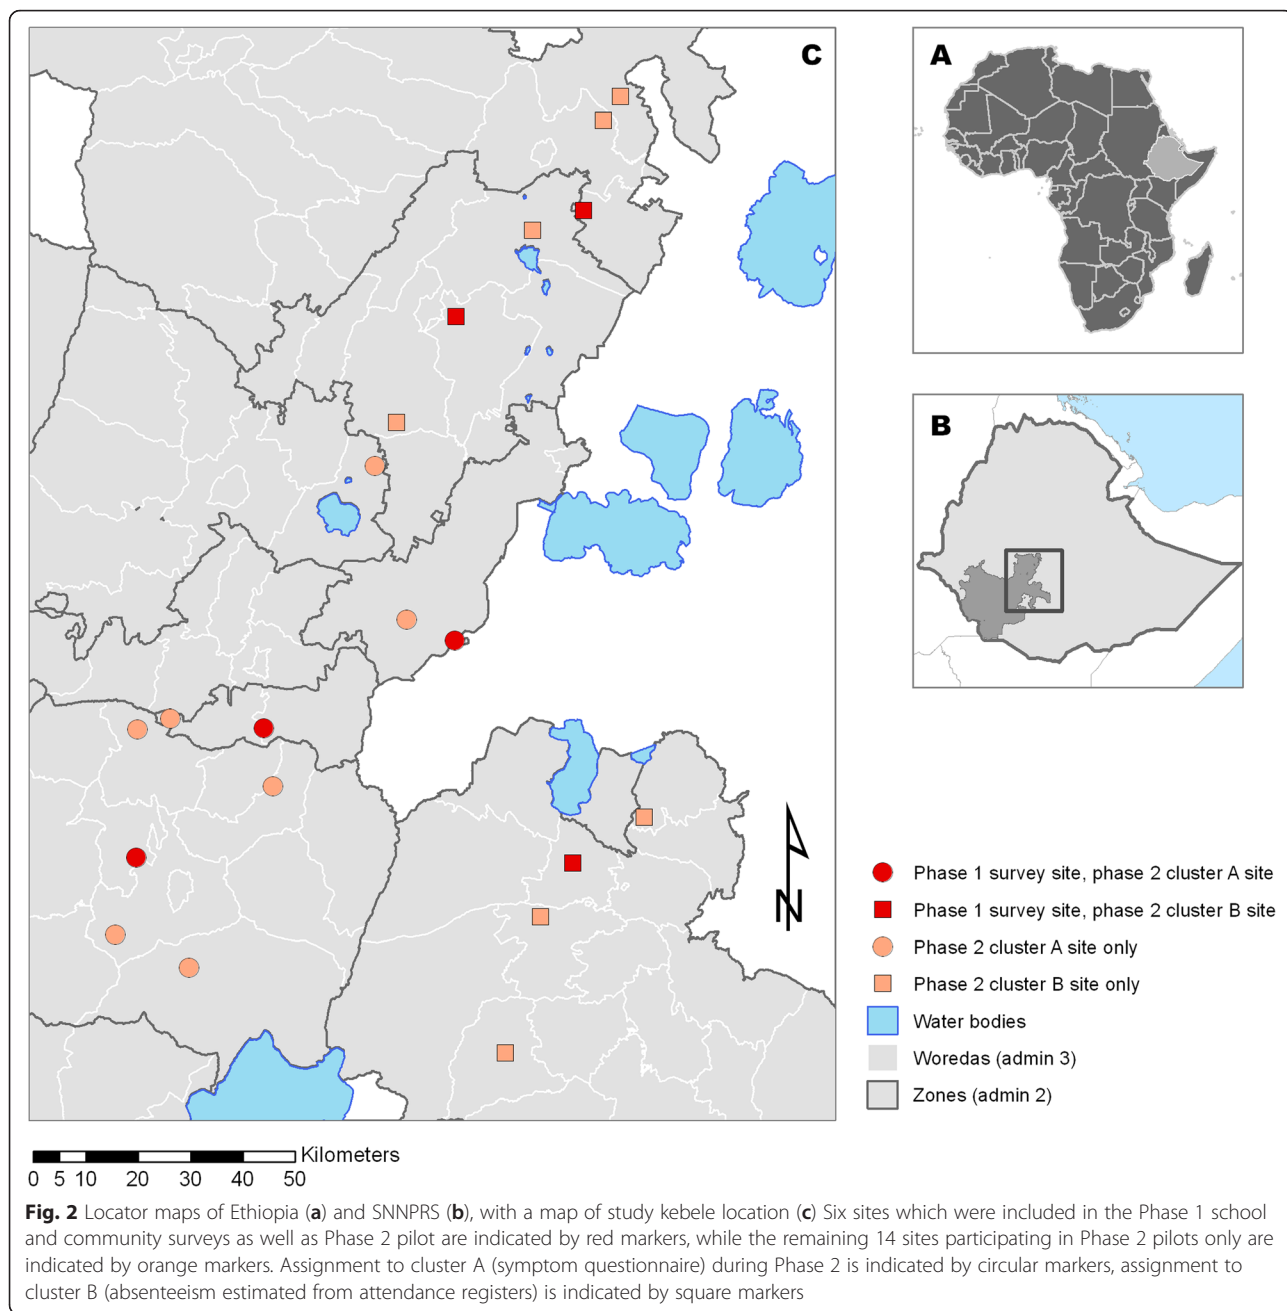 C
A
B
N
Phase 1 survey site, phase 2 cluster A site
Phase 1 survey site, phase 2 cluster B site
Phase 2 cluster A site only
Phase 2 cluster B site only
Water bodies
Woredas (admin 3)
Zones (admin 2)
Kilometers
0 5 10 20 30 40 50
Fig. 2 Locator maps of Ethiopia (a) and SNNPRS (b), with a map of study kebele location (c) Six sites which were included in the Phase 1 school
and community surveys as well as Phase 2 pilot are indicated by red markers, while the remaining 14 sites participating in Phase 2 pilots only are
indicated by orange markers. Assignment to cluster A (symptom questionnaire) during Phase 2 is indicated by circular markers, assignment to
cluster B (absenteeism estimated from attendance registers) is indicated by square markers